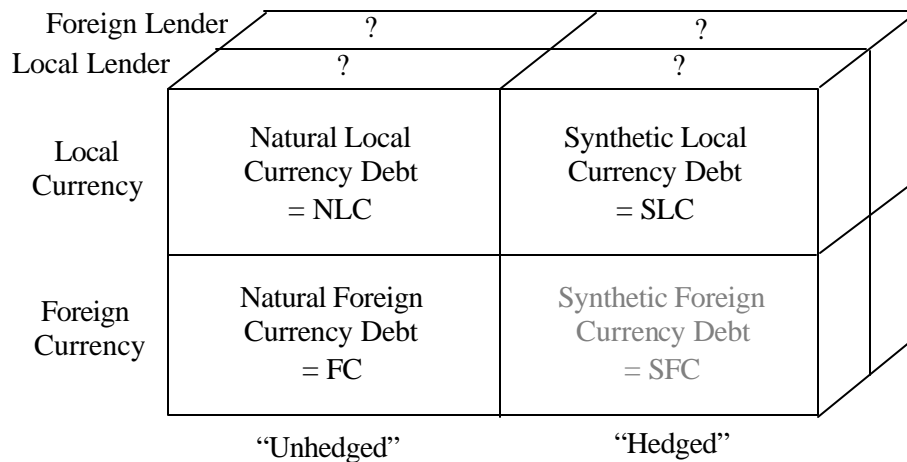 Foreign Lender ? ?
Local Lender ? ?
Local
Currency
Natural Local
Currency Debt
= NLC
Synthetic Local
Currency Debt
= SLC
Foreign
Currency
Natural Foreign
Currency Debt
= FC
Synthetic Foreign
Currency Debt
= SFC
“Unhedged” “Hedged”